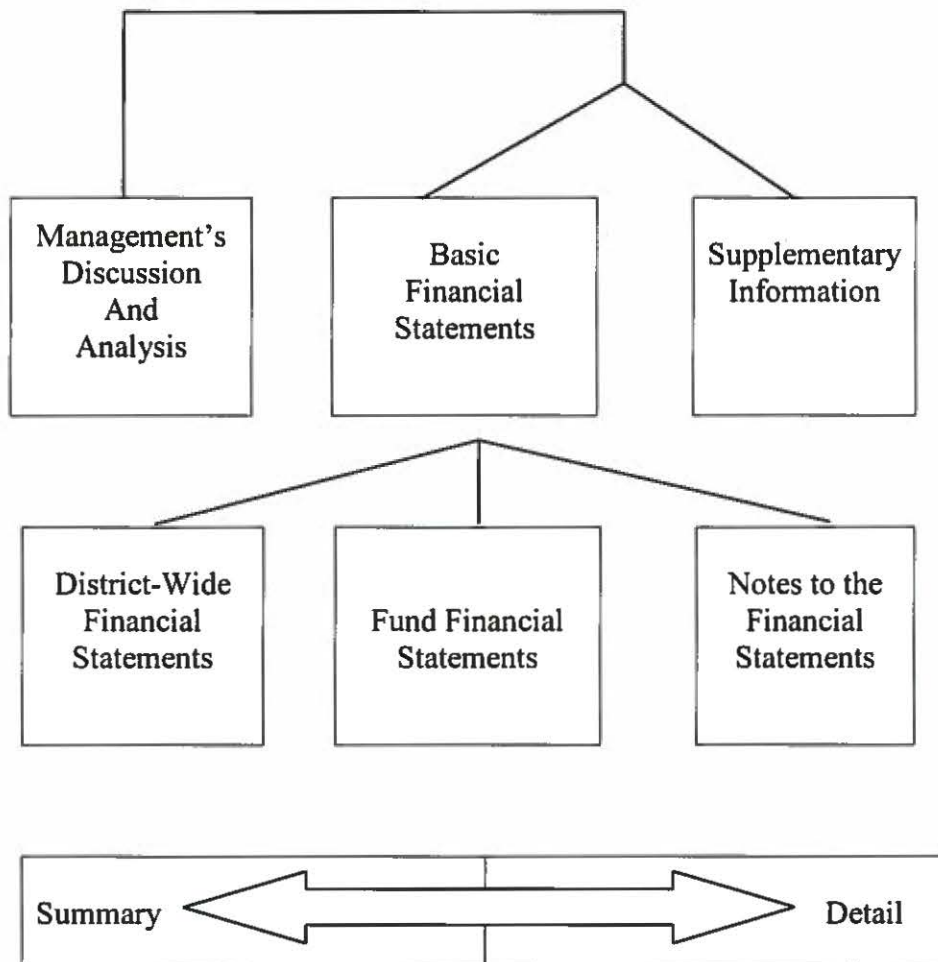 Management's
Discussion
And
Analysis
Basic
Financial
Statements
Supplementary
Information
District-Wide
Financial
Statements
Fund Financial
Statements
Notes to the
Financial
Statements
Summary
Detail